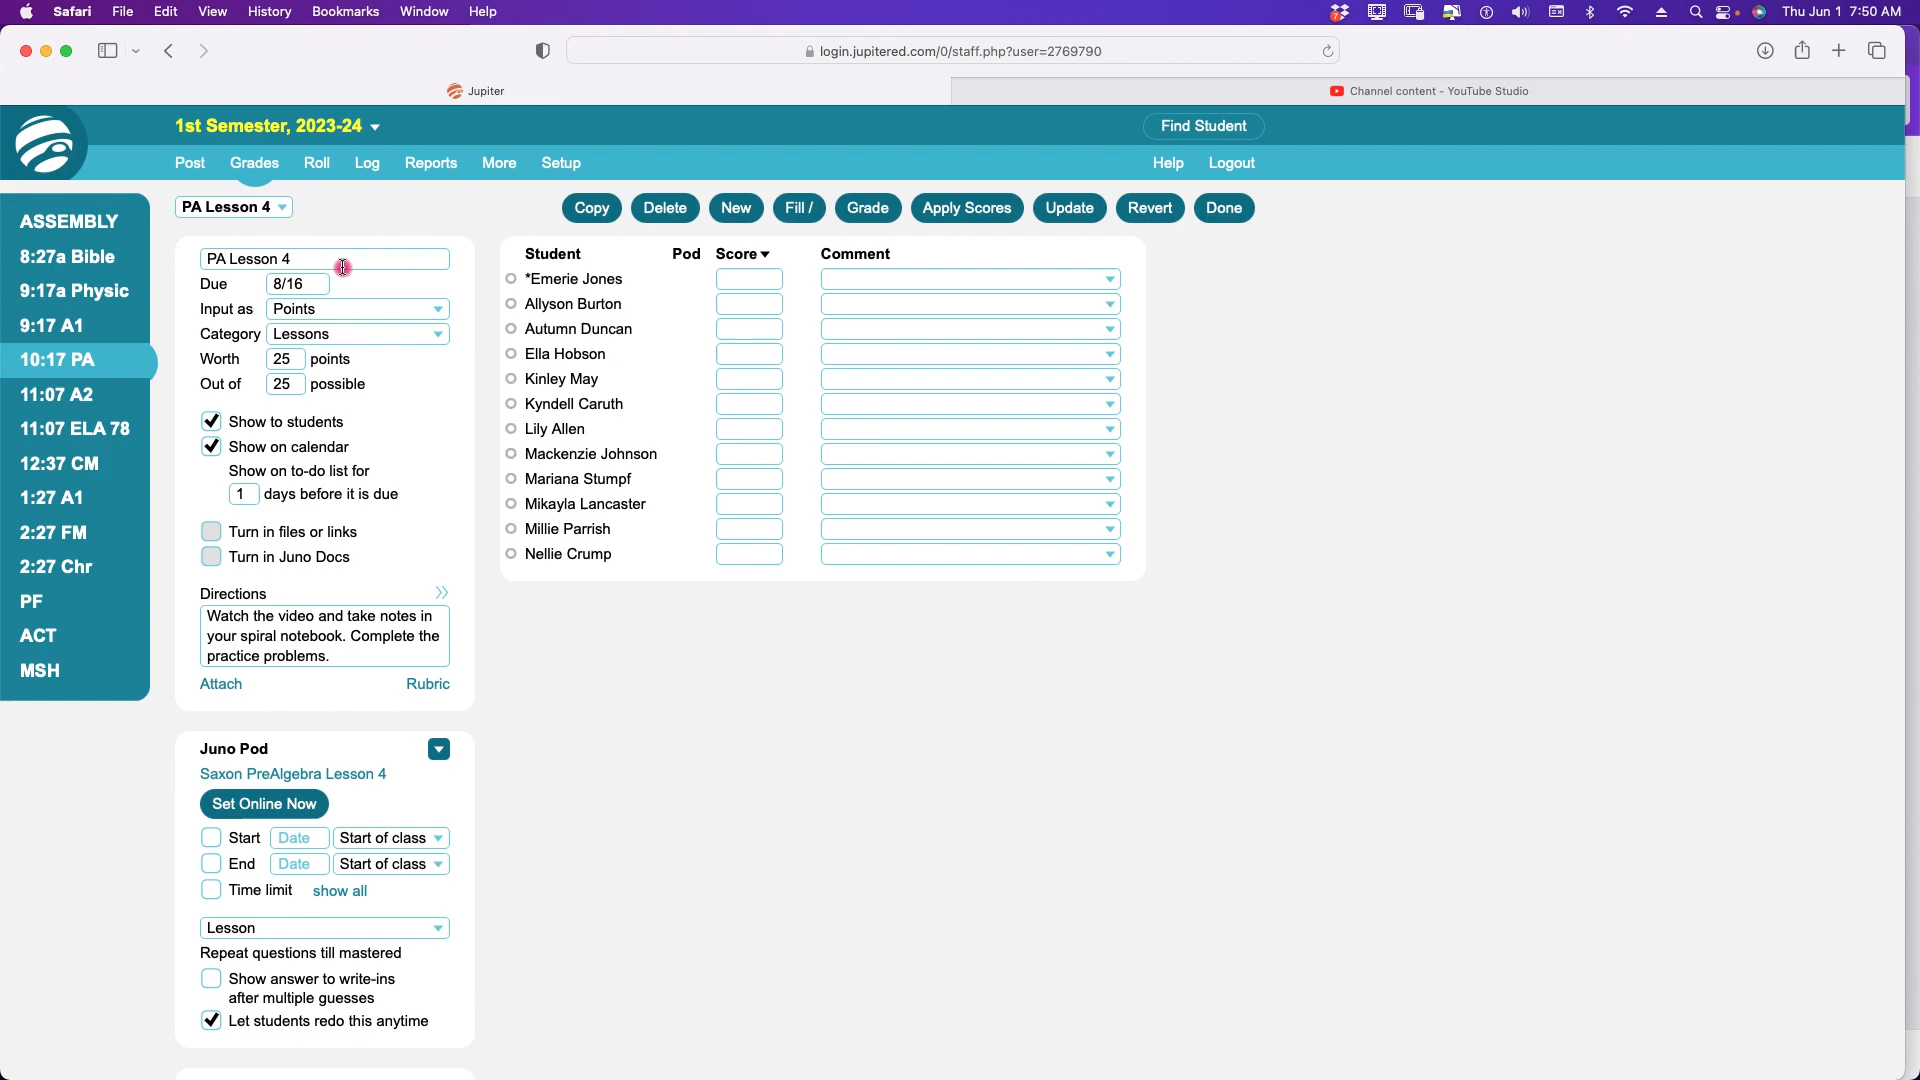 Safari File Edit View History Bookmarks Window Help
7
Thu Jun 1 7:50 AM
login.jupitered.com/0/staff.php?user=2769790
Jupiter
Channel content - YouTube Studio
1st Semester, 2023-24
Find Student
Post Grades Roll Log Reports More Setup
Help Logout
ASSEMBLY
8:27a Bible
9:17a Physic
9:17 A1
10:17 PA
11:07 A2
11:07 ELA 78
12:37 CM
1:27 A1
2:27 FM
2:27 Chr
PF
ACT
MSH
PA Lesson 4
Copy Delete New Fill / Grade Apply Scores Update Revert Done
PA Lesson 4
Due 8/16
Input as Points
Category Lessons
Worth 25 points
Out of 25 possible
Show to students
Show on calendar
Show on to-do list for
1 days before it is due
Turn in files or links
Turn in Juno Docs
Directions
Watch the video and take notes in
your spiral notebook. Complete the
practice problems.
Attach Rubric
Juno Pod
Saxon PreAlgebra Lesson 4
Set Online Now
Start Date Start of class
End Date Start of class
Time limit show all
Lesson
Repeat questions till mastered
Show answer to write-ins
after multiple guesses
Let students redo this anytime
Student Pod Score Comment
*Emerie Jones
Allyson Burton
Autumn Duncan
Ella Hobson
Kinley May
Kyndell Caruth
Lily Allen
Mackenzie Johnson
Mariana Stumpf
Mikayla Lancaster
Millie Parrish
Nellie Crump